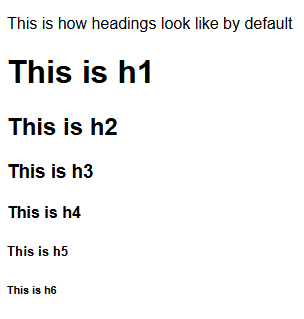 This is how headings look like by default
This is h1
This is h2
This is h3
This is h4
This is h5
This is h6